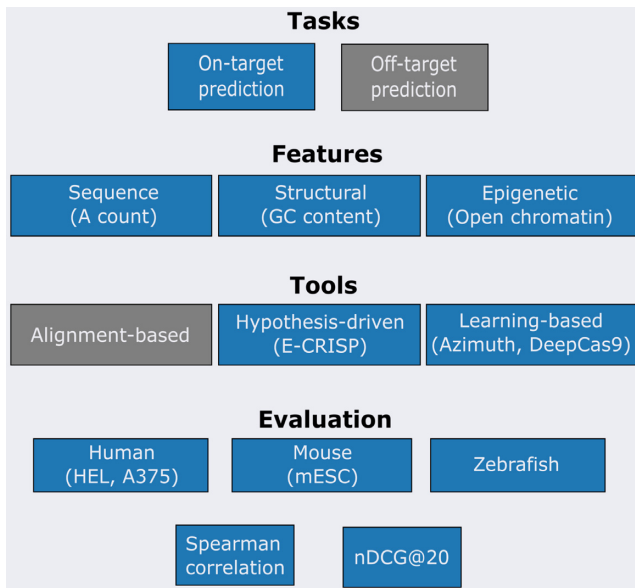 Tasks
On-target
prediction
Off-target
prediction
Features
Sequence
(A count)
Structural
(GC content)
Epigenetic
(Open chromatin)
Tools
Alignment-based
Hypothesis-driven
(E-CRISP)
Learning-based
(Azimuth, DeepCas9)
Evaluation
Human
(HEL, A375)
Mouse
(mESC)
Zebrafish
Spearman
correlation
nDCG@20